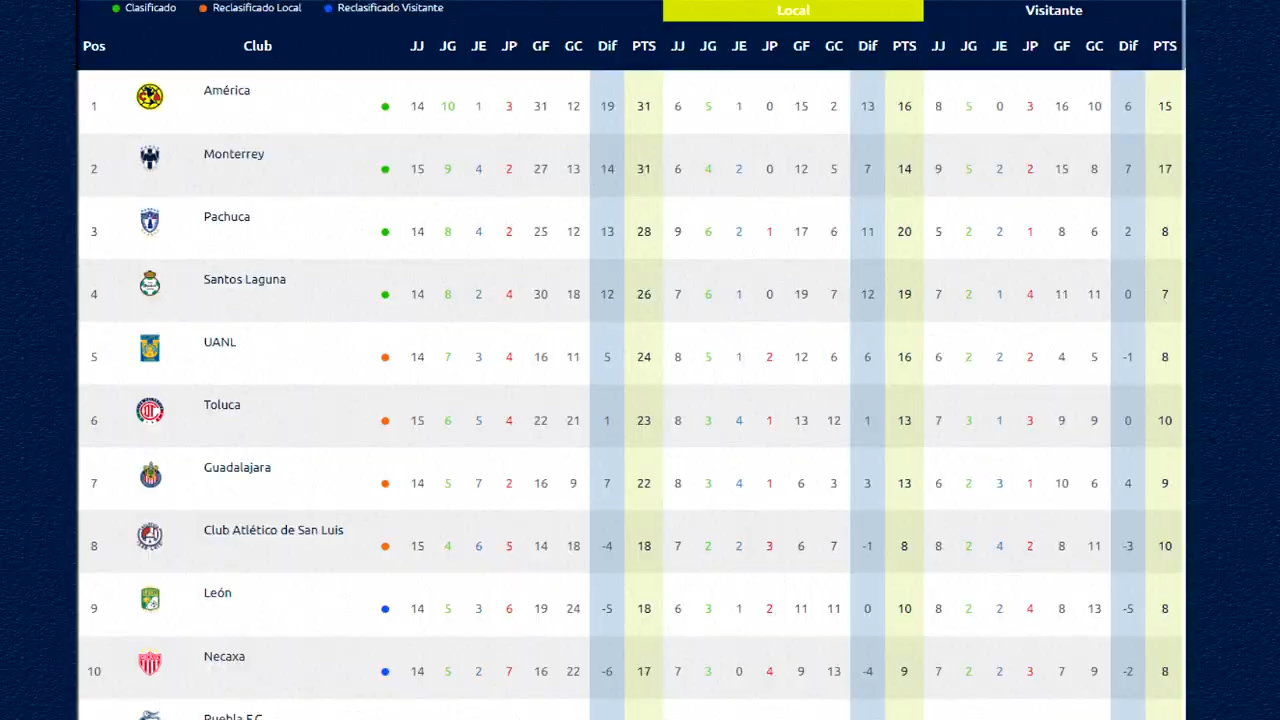 Clasificado Reclasificado Local Reclasificado Visitante Local Visitante
Pos Club JJ JG JE JP GF GC Dif PTS JJ JG JE JP GF GC Dif PTS JJ JG JE JP GF GC Dif PTS
1 América 14 10 1 3 31 12 19 31 6 5 1 0 15 2 13 16 8 5 0 3 16 10 6 15
2 Monterrey 15 9 4 2 27 13 14 31 6 4 2 0 12 5 7 14 9 5 2 2 15 8 7 17
3 Pachuca 14 8 4 2 25 12 13 28 9 6 2 1 17 6 11 20 5 2 2 1 8 6 2 8
4 Santos Laguna 14 8 2 4 30 18 12 26 7 6 1 0 19 7 12 19 7 2 1 4 11 11 0 7
5 UANL 14 7 3 4 16 11 5 24 8 5 1 2 12 6 6 16 6 2 2 2 4 5 -1 8
6 Toluca 15 6 5 4 22 21 1 23 8 3 4 1 13 12 1 13 7 3 1 3 9 9 0 10
7 Guadalajara 14 5 7 2 16 9 7 22 8 3 4 1 6 3 3 13 6 2 3 1 10 6 4 9
8 Club Atlético de San Luis 15 4 6 5 14 18 -4 18 7 2 2 3 6 7 -1 8 8 2 4 2 8 11 -3 10
9 León 14 5 3 6 19 24 -5 18 6 3 1 2 11 11 0 10 8 2 2 4 8 13 -5 8
10 Necaxa 14 5 2 7 16 22 -6 17 7 3 0 4 9 13 -4 9 7 2 2 3 7 9 -2 8
Puebla F.C.